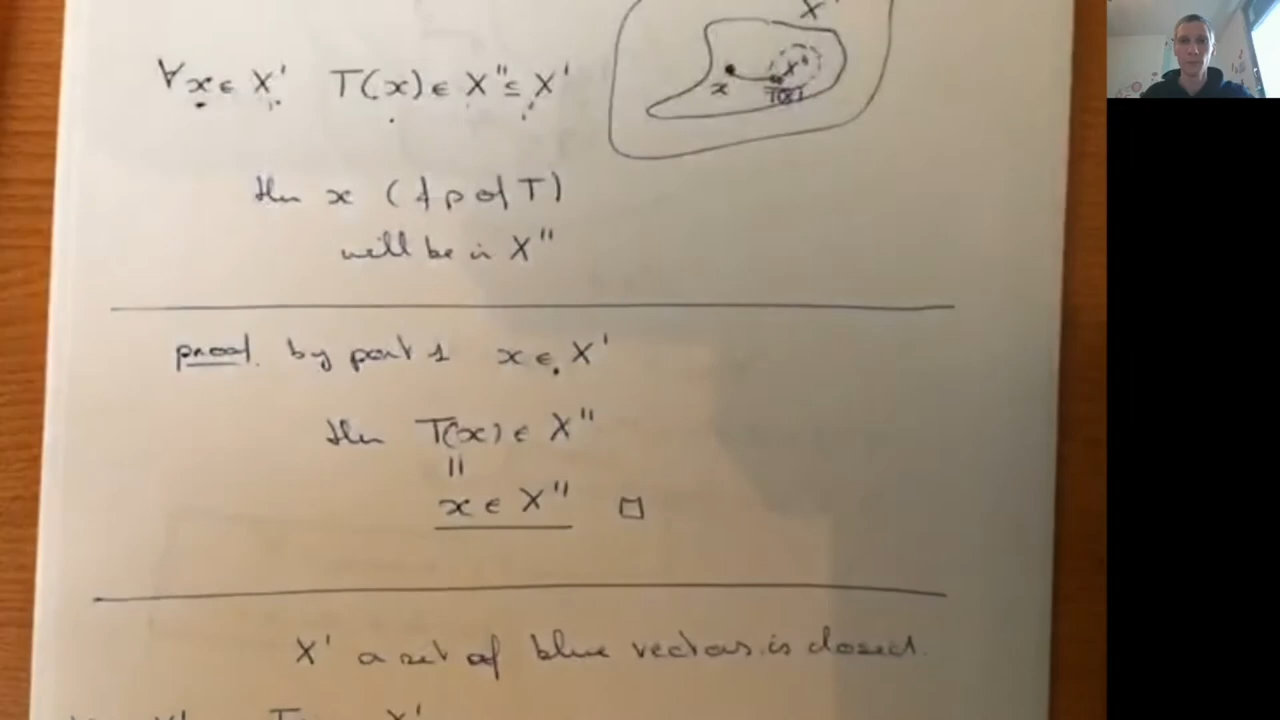 X'
∀x ∈ X' T(x) ∈ X'' ⊆ X'
x T(x) X''
then x (f p of T)
will be in X''
proof. by part 1 x ∈ X'
then T(x) ∈ X''
||
x ∈ X'' □
X' a set of blue vectors is closed.